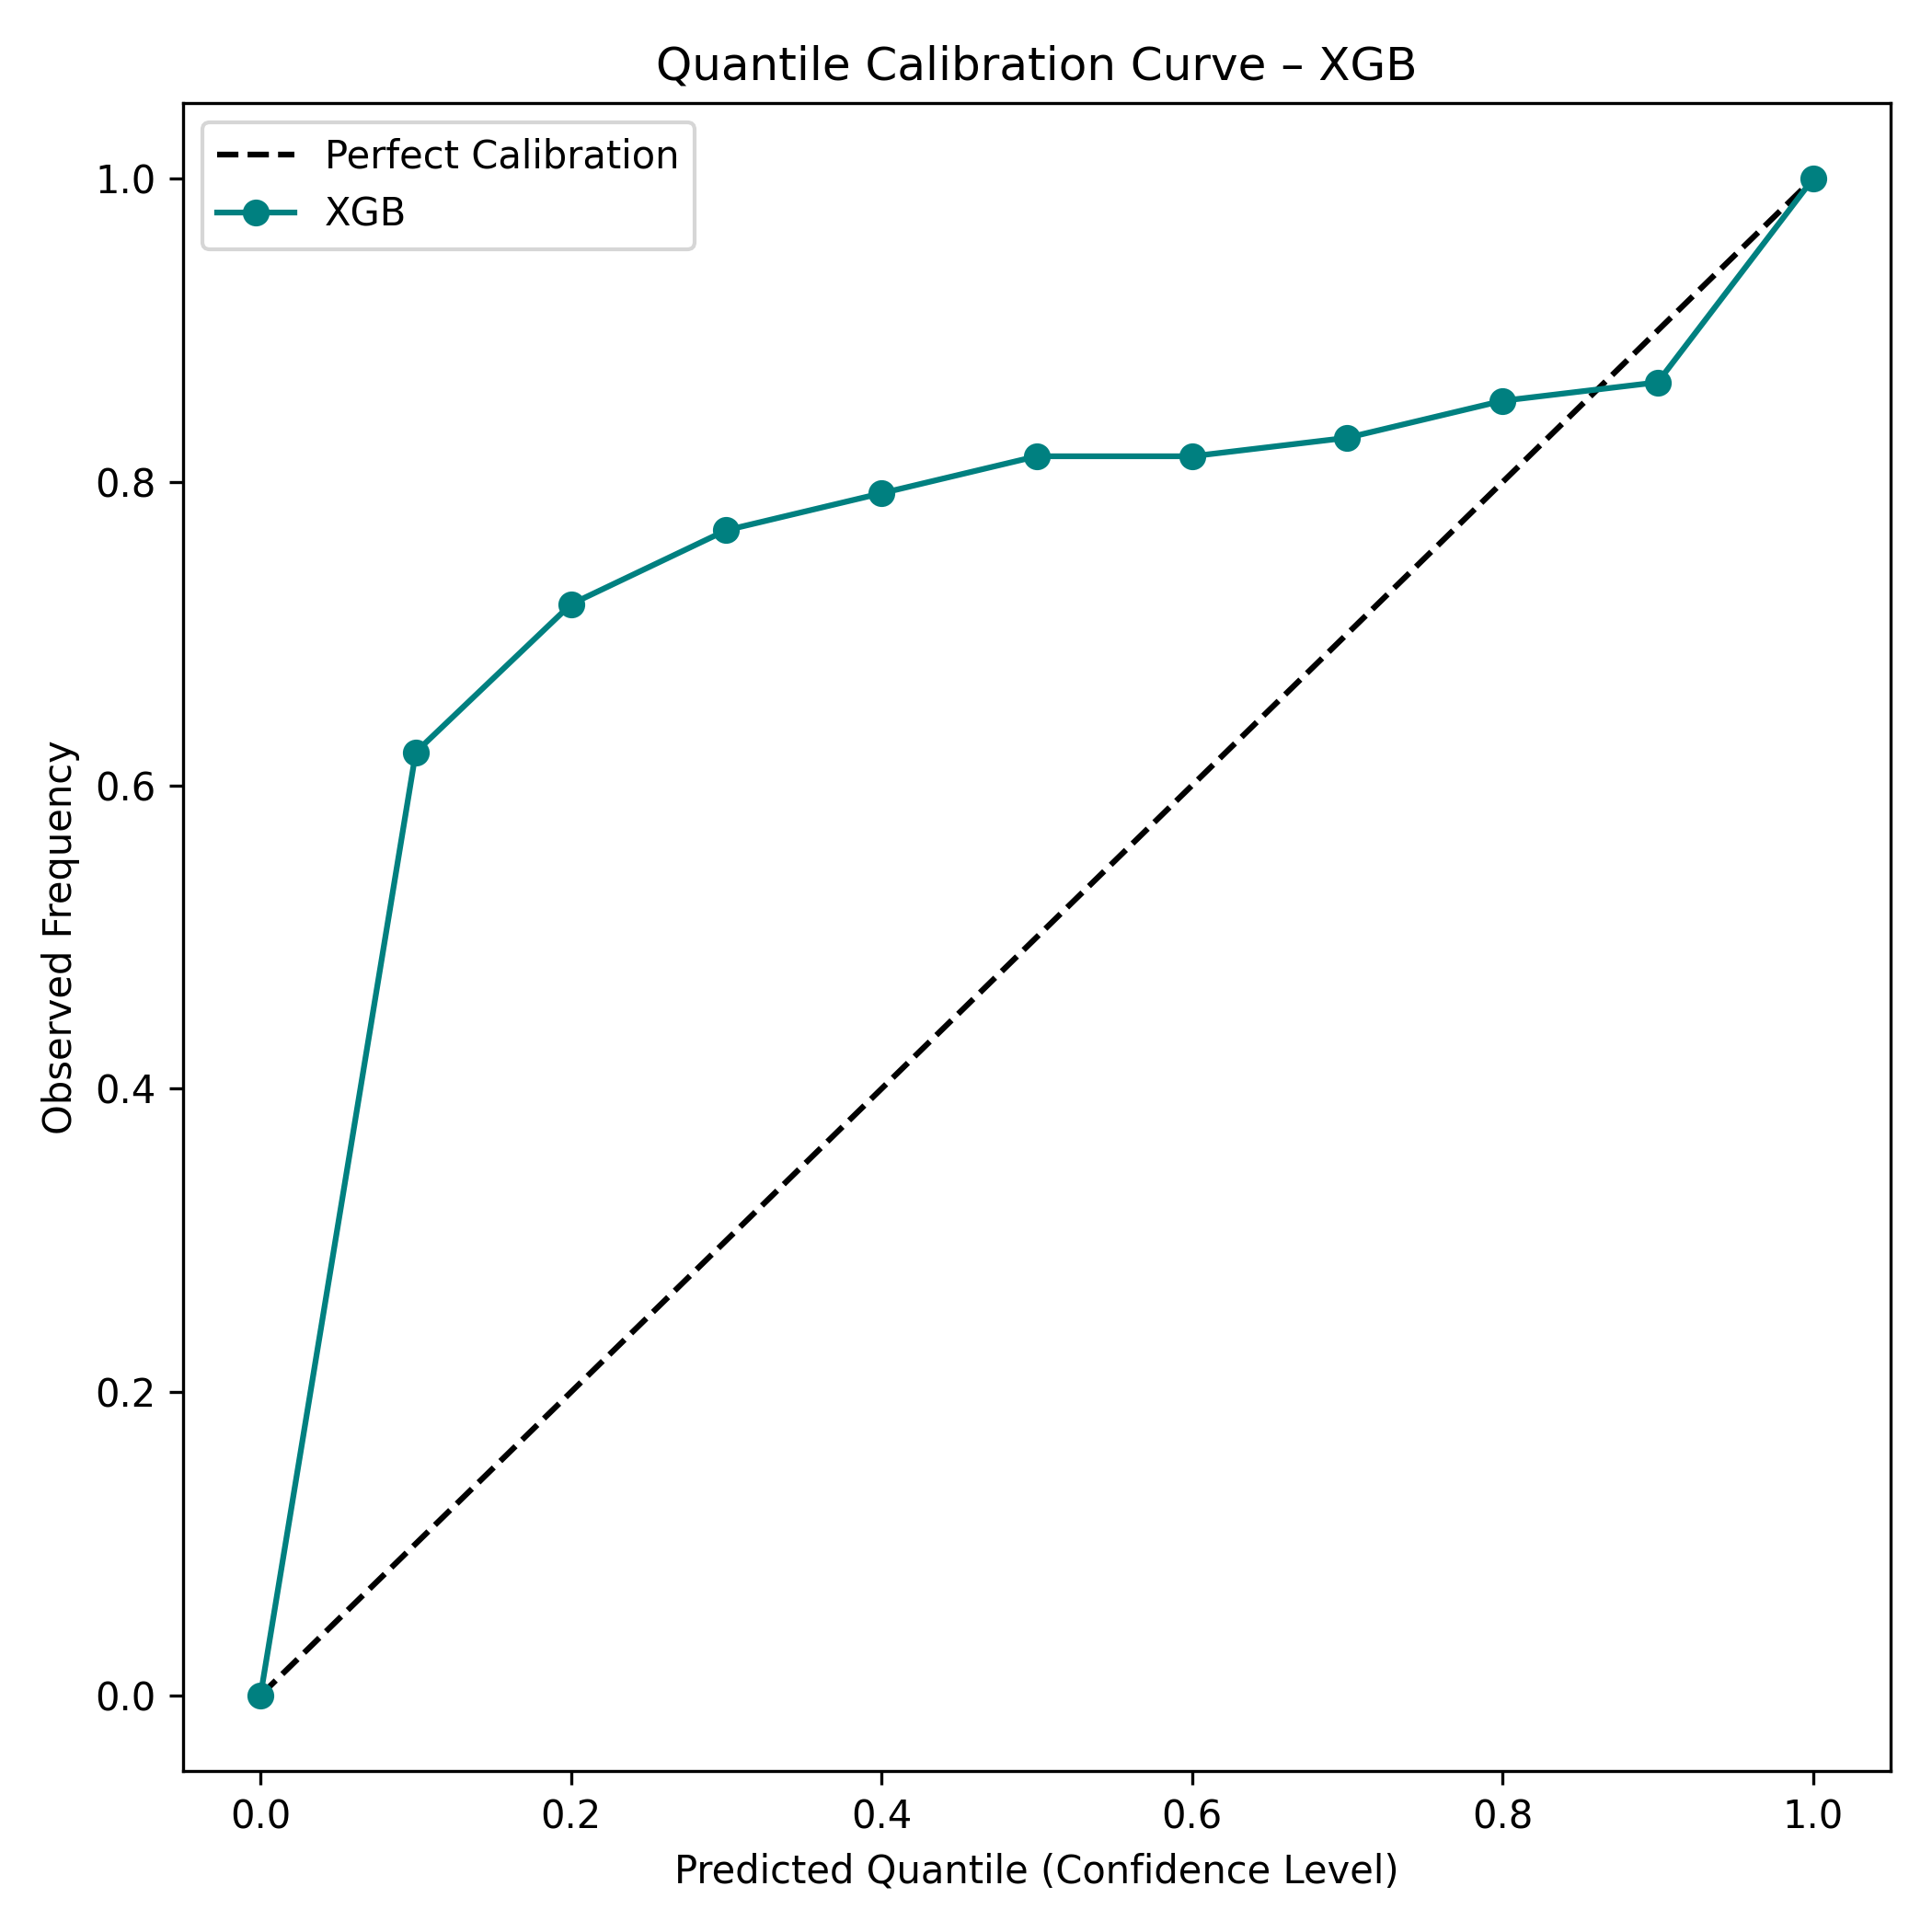 Quantile Calibration Curve – XGB
Perfect Calibration
XGB
1.0
0.8
0.6
0.4
0.2
0.0
Observed Frequency
0.0 0.2 0.4 0.6 0.8 1.0
Predicted Quantile (Confidence Level)